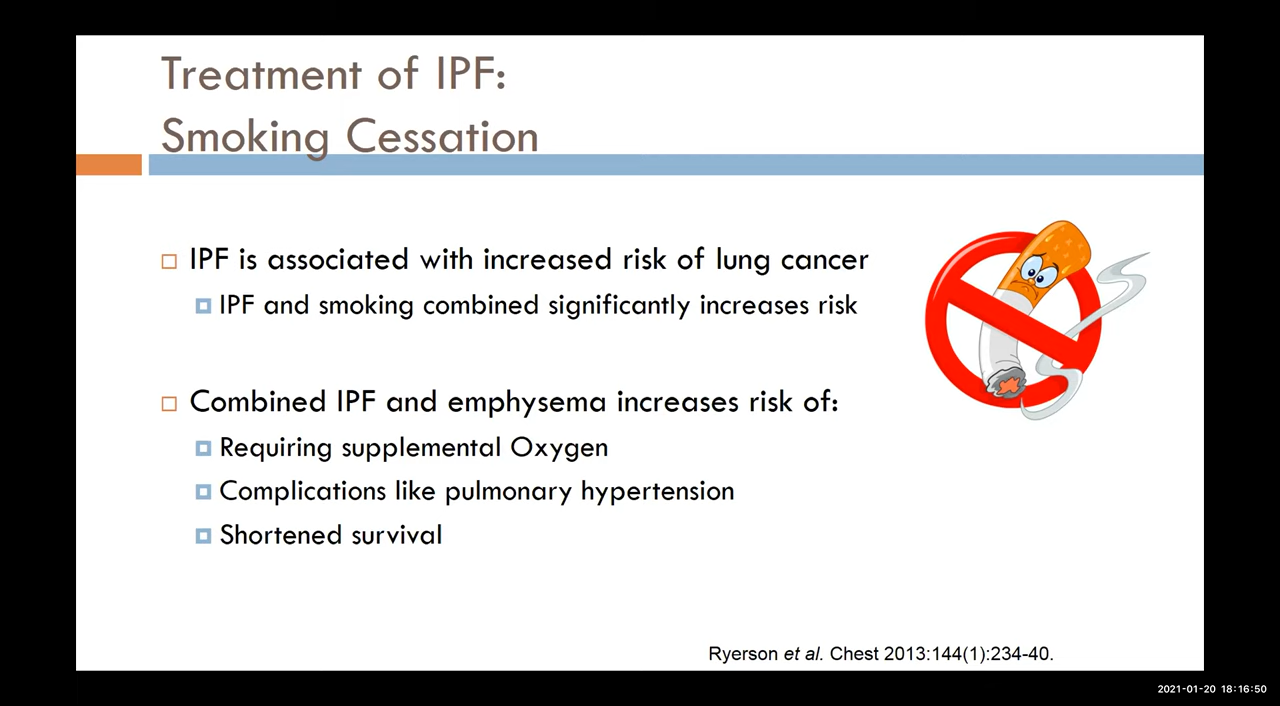 Treatment of IPF:
Smoking Cessation
IPF is associated with increased risk of lung cancer
IPF and smoking combined significantly increases risk
Combined IPF and emphysema increases risk of:
Requiring supplemental Oxygen
Complications like pulmonary hypertension
Shortened survival
Ryerson et al. Chest 2013:144(1):234-40.
2021-01-20 18:16:50